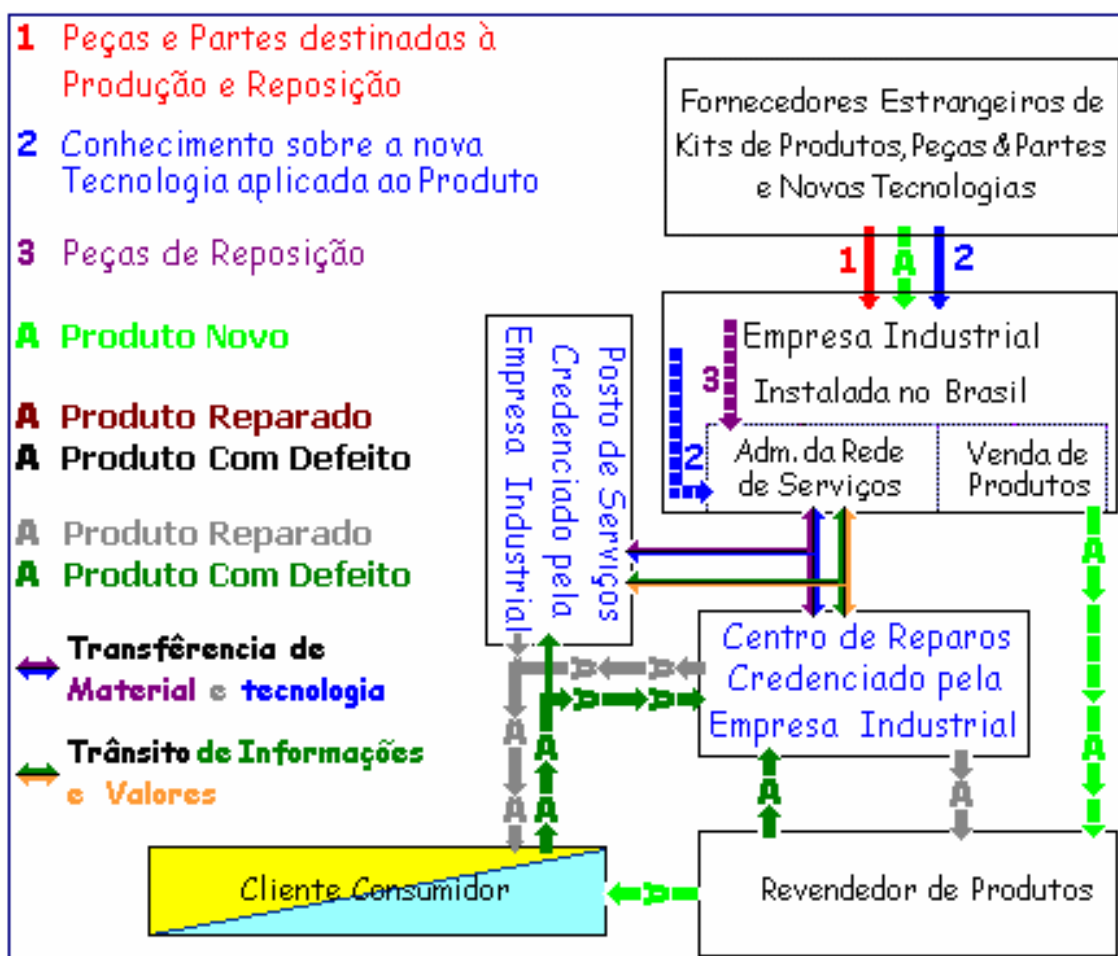 1 Peças e Partes destinadas à
Produção e Reposição
2 Conhecimento sobre a nova
Tecnologia aplicada ao Produto
3 Peças de Reposição
A Produto Novo
A Produto Reparado
A Produto Com Defeito
A Produto Reparado
A Produto Com Defeito
Transfêrencia de
Material e tecnologia
Trânsito de Informações
e Valores
Fornecedores Estrangeiros de
Kits de Produtos, Peças & Partes
e Novas Tecnologias
1 A 2
Empresa Industrial
Instalada no Brasil
3
2
Adm. da Rede
de Serviços
Venda de
Produtos
Posto de Serviços
Credenciado pela
Empresa Industrial
A
A
Centro de Reparos
Credenciado pela
Empresa Industrial
A A
A A
A A
A A
A A
Cliente Consumidor
A
Revendedor de Produtos